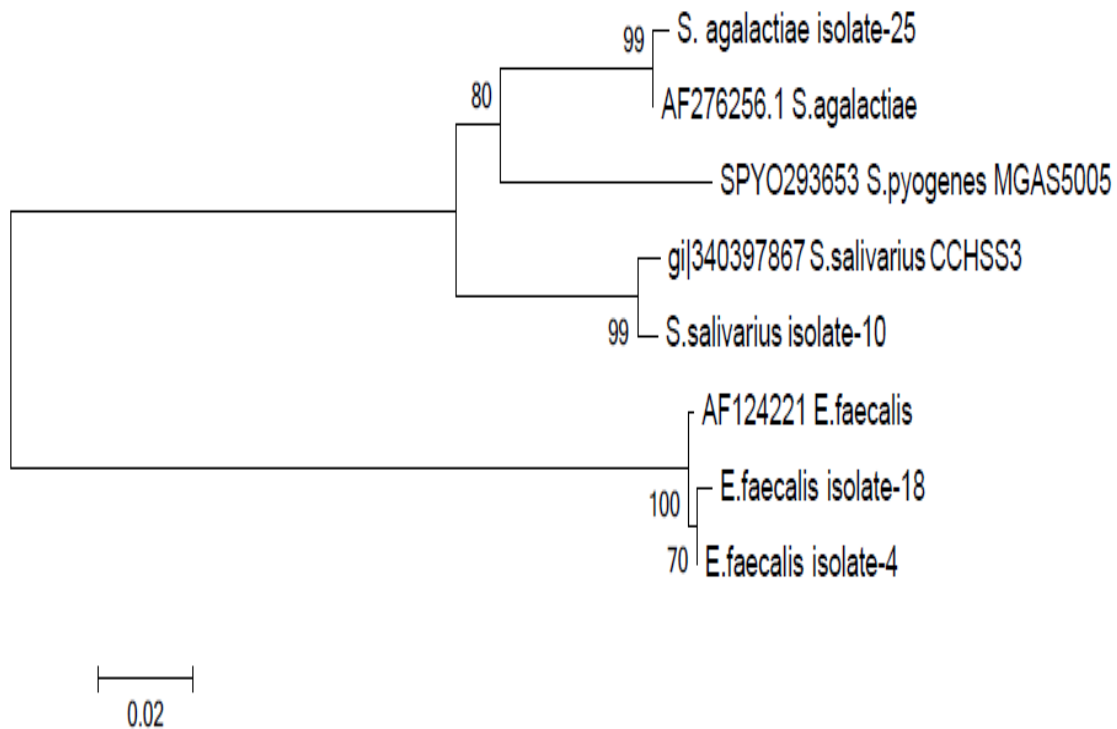 S. agalactiae isolate-25
99
AF276256.1 S.agalactiae
80
SPYO293653 S.pyogenes MGAS5005
gi|340397867 S.salivarius CCHSS3
99 S.salivarius isolate-10
AF124221 E.faecalis
E.faecalis isolate-18
100
70 E.faecalis isolate-4
0.02